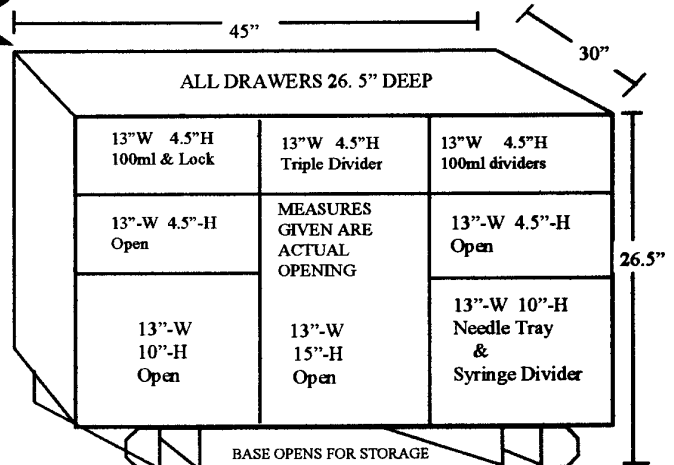 45”
30”
ALL DRAWERS 26. 5” DEEP
13”W 4.5”H
100ml & Lock
13”W 4.5”H
Triple Divider
13”W 4.5”H
100ml dividers
13”-W 4.5”-H
Open
MEASURES
GIVEN ARE
ACTUAL
OPENING
13”-W 4.5”-H
Open
26.5”
13”-W
10”-H
Open
13”-W
15”-H
Open
13”-W 10”-H
Needle Tray
&
Syringe Divider
BASE OPENS FOR STORAGE